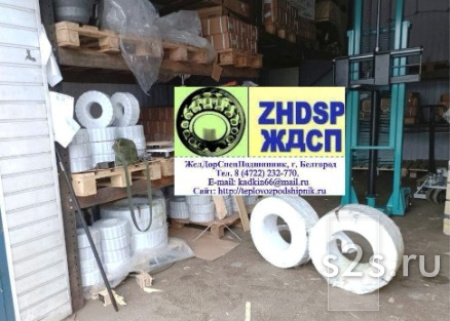 ZHDSP
ЖДСП
ЖелДорСпецПодшипник, г. Белгород
Тел. 8 (4722) 232-770.
E-mail: kadkin66@mail.ru
Сайт: http://teplovozpodshipnik.ru
s2s.ru